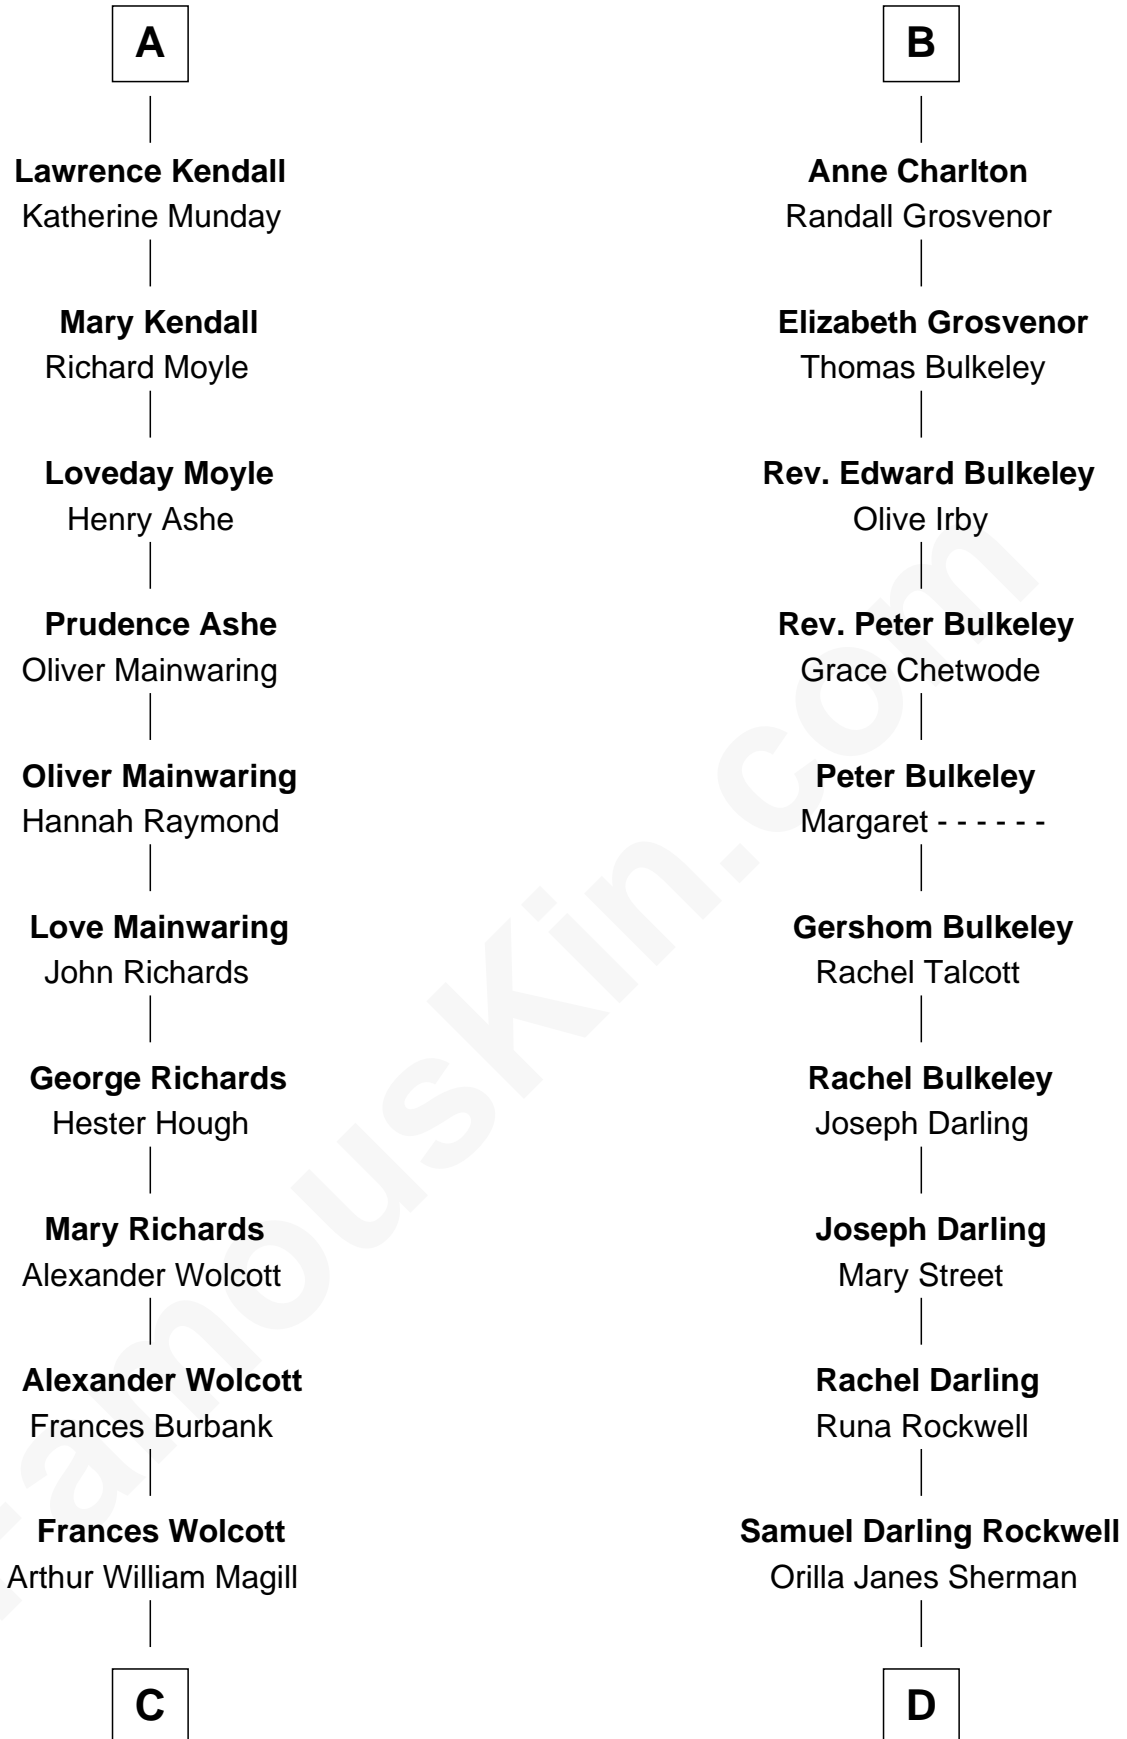 A
Lawrence Kendall
Katherine Munday
Mary Kendall
Richard Moyle
Loveday Moyle
Henry Ashe
Prudence Ashe
Oliver Mainwaring
Oliver Mainwaring
Hannah Raymond
Love Mainwaring
John Richards
George Richards
Hester Hough
Mary Richards
Alexander Wolcott
Alexander Wolcott
Frances Burbank
Frances Wolcott
Arthur William Magill
C
B
Anne Charlton
Randall Grosvenor
Elizabeth Grosvenor
Thomas Bulkeley
Rev. Edward Bulkeley
Olive Irby
Rev. Peter Bulkeley
Grace Chetwode
Peter Bulkeley
Margaret - - - - - -
Gershom Bulkeley
Rachel Talcott
Rachel Bulkeley
Joseph Darling
Joseph Darling
Mary Street
Rachel Darling
Runa Rockwell
Samuel Darling Rockwell
Orilla Janes Sherman
D
FamousKin.com